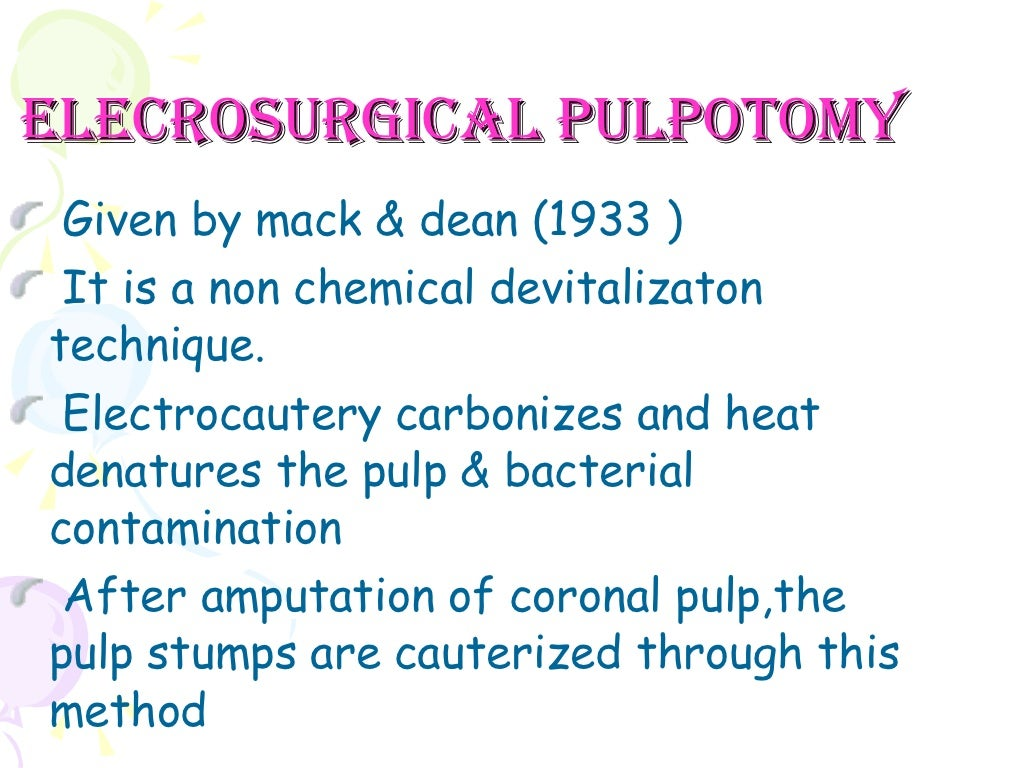 Elecrosurgical Pulpotomy
Given by mack & dean (1933 )
It is a non chemical devitalizaton
technique.
Electrocautery carbonizes and heat
denatures the pulp & bacterial
contamination
After amputation of coronal pulp,the
pulp stumps are cauterized through this
method